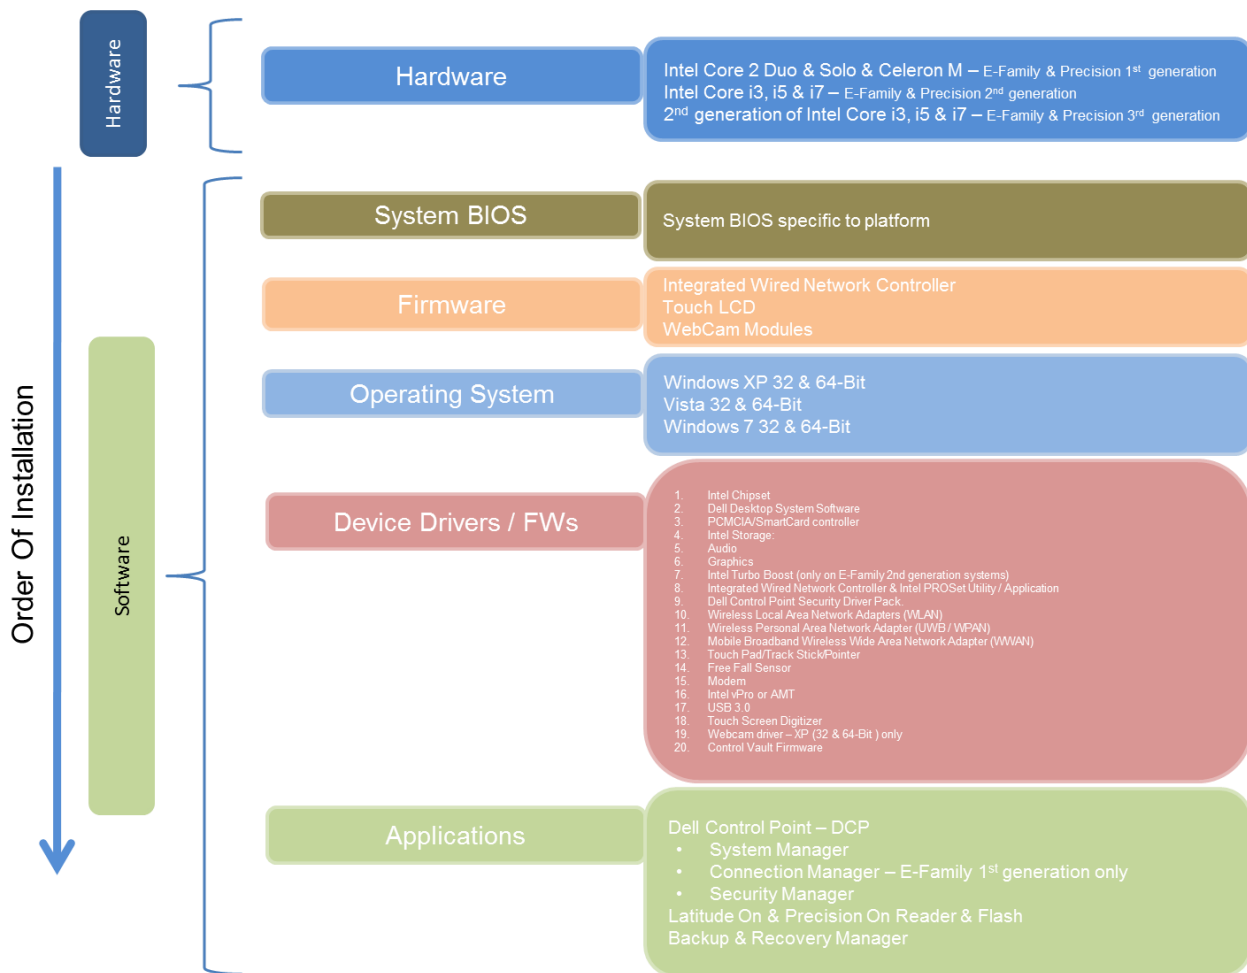 Hardware
Hardware
Intel Core 2 Duo & Solo & Celeron M – E-Family & Precision 1st generation
Intel Core i3, i5 & i7 – E-Family & Precision 2nd generation
2nd generation of Intel Core i3, i5 & i7 – E-Family & Precision 3rd generation
Order Of Installation
Software
System BIOS
System BIOS specific to platform
Firmware
Integrated Wired Network Controller
Touch LCD
WebCam Modules
Operating System
Windows XP 32 & 64-Bit
Vista 32 & 64-Bit
Windows 7 32 & 64-Bit
Device Drivers / FWs
1. Intel Chipset
2. Dell Desktop System Software
3. PCMCIA/SmartCard controller
4. Intel Storage:
5. Audio
6. Graphics
7. Intel Turbo Boost (only on E-Family 2nd generation systems)
8. Integrated Wired Network Controller & Intel PROSet Utility / Application
9. Dell Control Point Security Driver Pack.
10. Wireless Local Area Network Adapters (WLAN)
11. Wireless Personal Area Network Adapter (UWB / WPAN)
12. Mobile Broadband Wireless Wide Area Network Adapter (WWAN)
13. Touch Pad/Track Stick/Pointer
14. Free Fall Sensor
15. Modem
16. Intel vPro or AMT
17. USB 3.0
18. Touch Screen Digitizer
19. Webcam driver – XP (32 & 64-Bit ) only
20. Control Vault Firmware
Applications
Dell Control Point – DCP
• System Manager
• Connection Manager – E-Family 1st generation only
• Security Manager
Latitude On & Precision On Reader & Flash
Backup & Recovery Manager